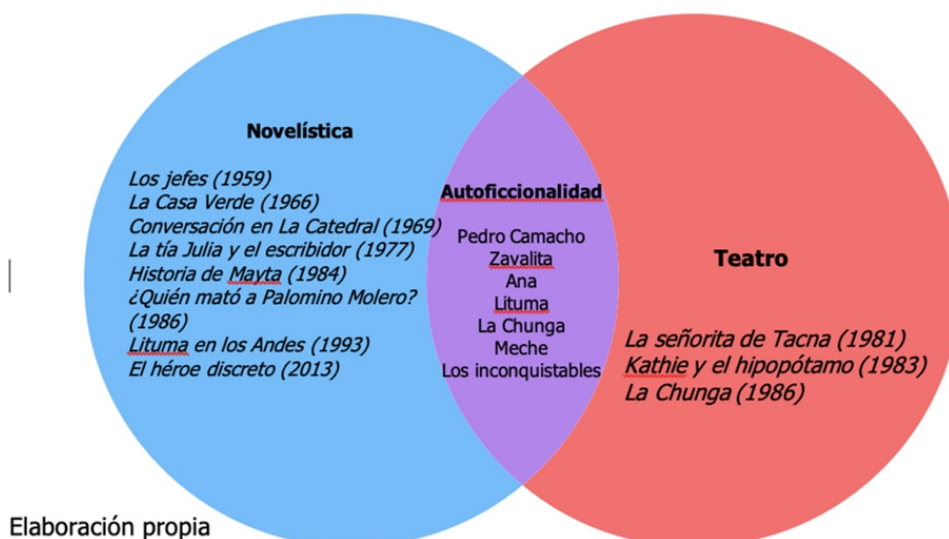 Novelística
Los jefes (1959)
La Casa Verde (1966)
Conversación en La Catedral (1969)
La tía Julia y el escribidor (1977)
Historia de Mayta (1984)
¿Quién mató a Palomino Molero?
(1986)
Lituma en los Andes (1993)
El héroe discreto (2013)
Autoficcionalidad
Pedro Camacho
Zavalita
Ana
Lituma
La Chunga
Meche
Los inconquistables
Teatro
La señorita de Tacna (1981)
Kathie y el hipopótamo (1983)
La Chunga (1986)
Elaboración propia